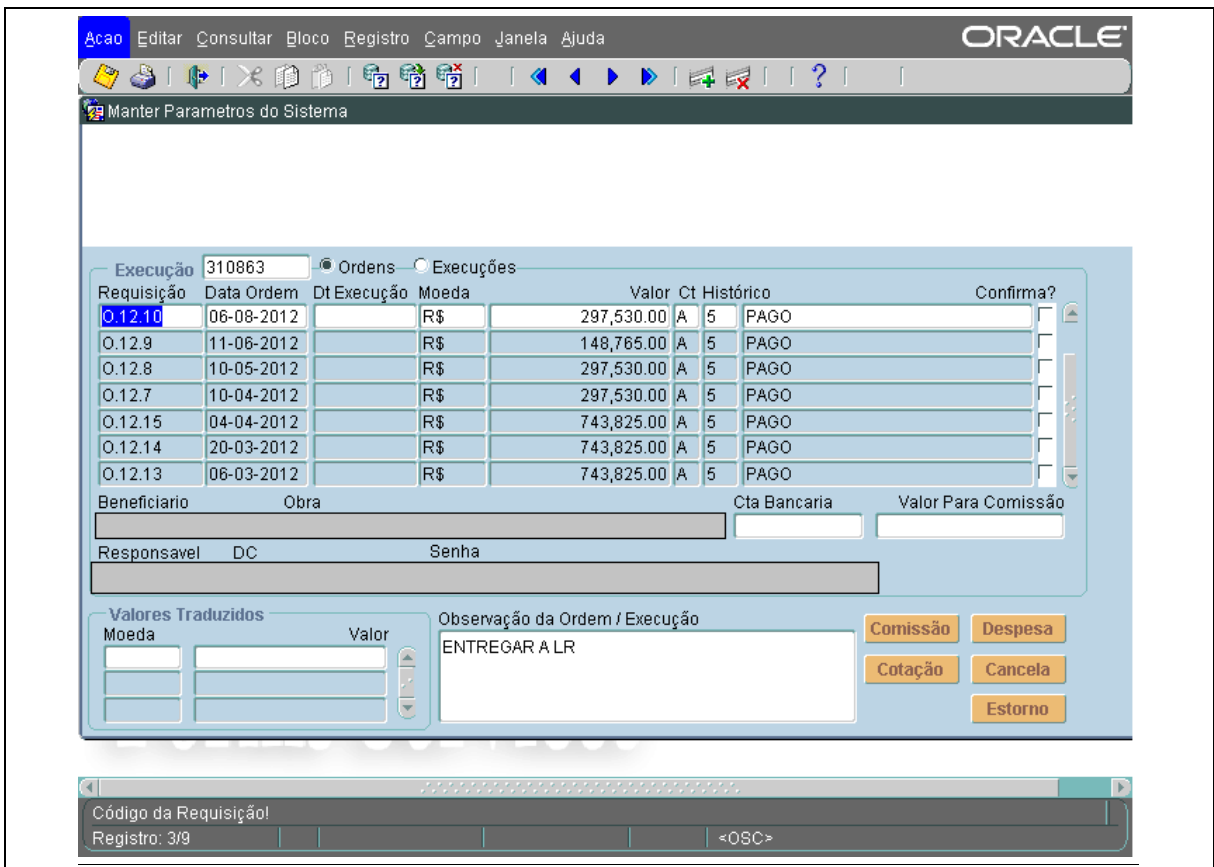 Acao Editar Consultar Bloco Registro Campo Janela Ajuda ORACLE
Manter Parametros do Sistema
Execução 310863 Ordens Execuções
Requisição Data Ordem Dt Execução Moeda Valor Ct Histórico Confirma?
O.12.10 06-08-2012 R$ 297,530.00 A 5 PAGO
O.12.9 11-06-2012 R$ 148,765.00 A 5 PAGO
O.12.8 10-05-2012 R$ 297,530.00 A 5 PAGO
O.12.7 10-04-2012 R$ 297,530.00 A 5 PAGO
O.12.15 04-04-2012 R$ 743,825.00 A 5 PAGO
O.12.14 20-03-2012 R$ 743,825.00 A 5 PAGO
O.12.13 06-03-2012 R$ 743,825.00 A 5 PAGO
Beneficiario Obra Cta Bancaria Valor Para Comissão
Responsavel DC Senha
Valores Traduzidos
Moeda Valor
Observação da Ordem / Execução
ENTREGAR A LR
Comissão Despesa
Cotação Cancela
Estorno
Código da Requisição!
Registro: 3/9 <OSC>